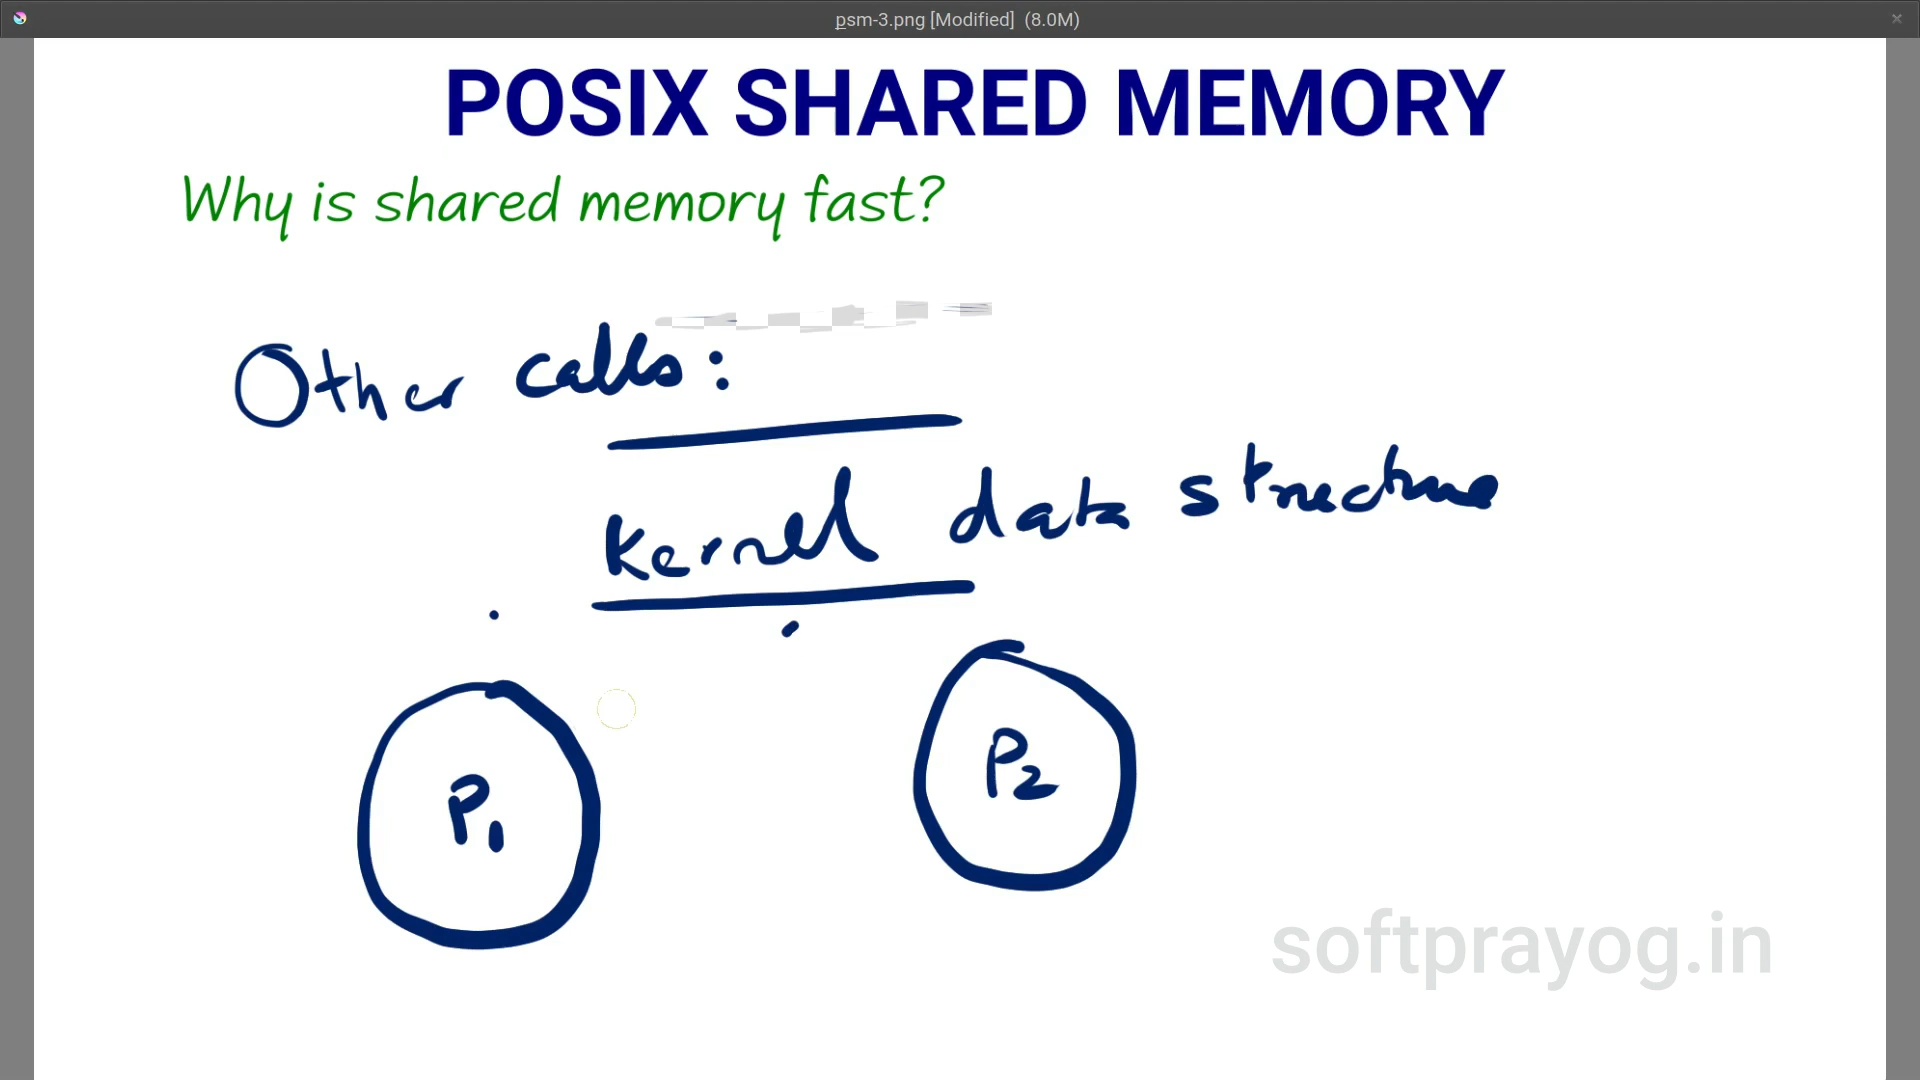 psm-3.png [Modified] (8.0M)
POSIX SHARED MEMORY
Why is shared memory fast?
Other calls:
Kernel data structure
P1
P2
softprayog.in